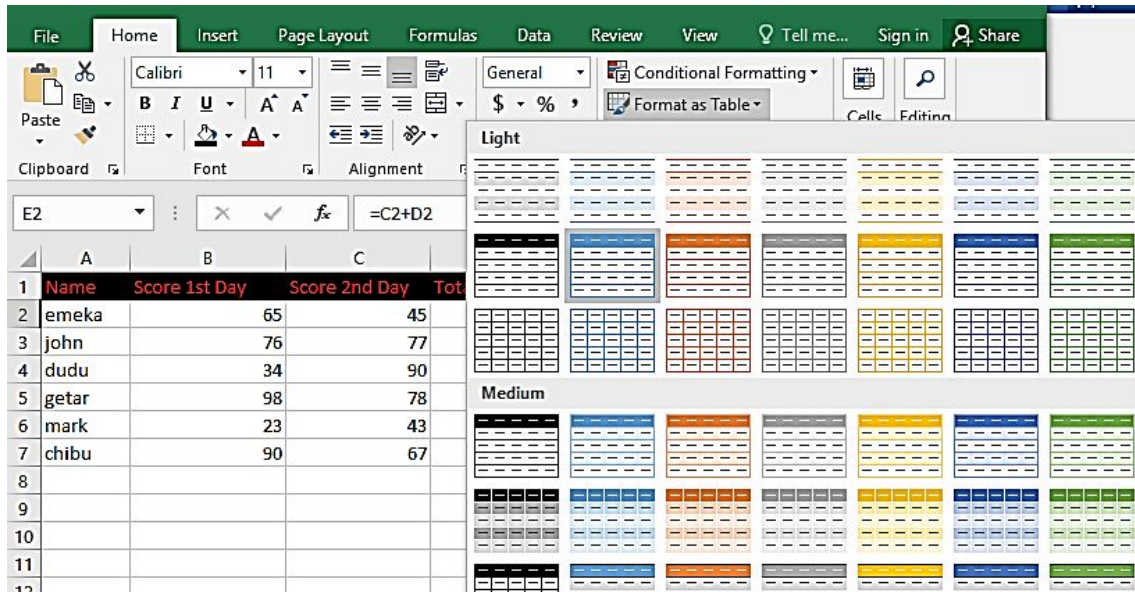 File Home Insert Page Layout Formulas Data Review View Tell me... Sign in Share
Calibri 11 General Conditional Formatting
Paste B I U A A $ % , Format as Table
A Cells Editing
Clipboard Font Alignment
Light
E2 fx =C2+D2
A B C
1 Name Score 1st Day Score 2nd Day
2 emeka 65 45
3 john 76 77
4 dudu 34 90
5 getar 98 78
6 mark 23 43
7 chibu 90 67
8
9
10
11
12
Medium